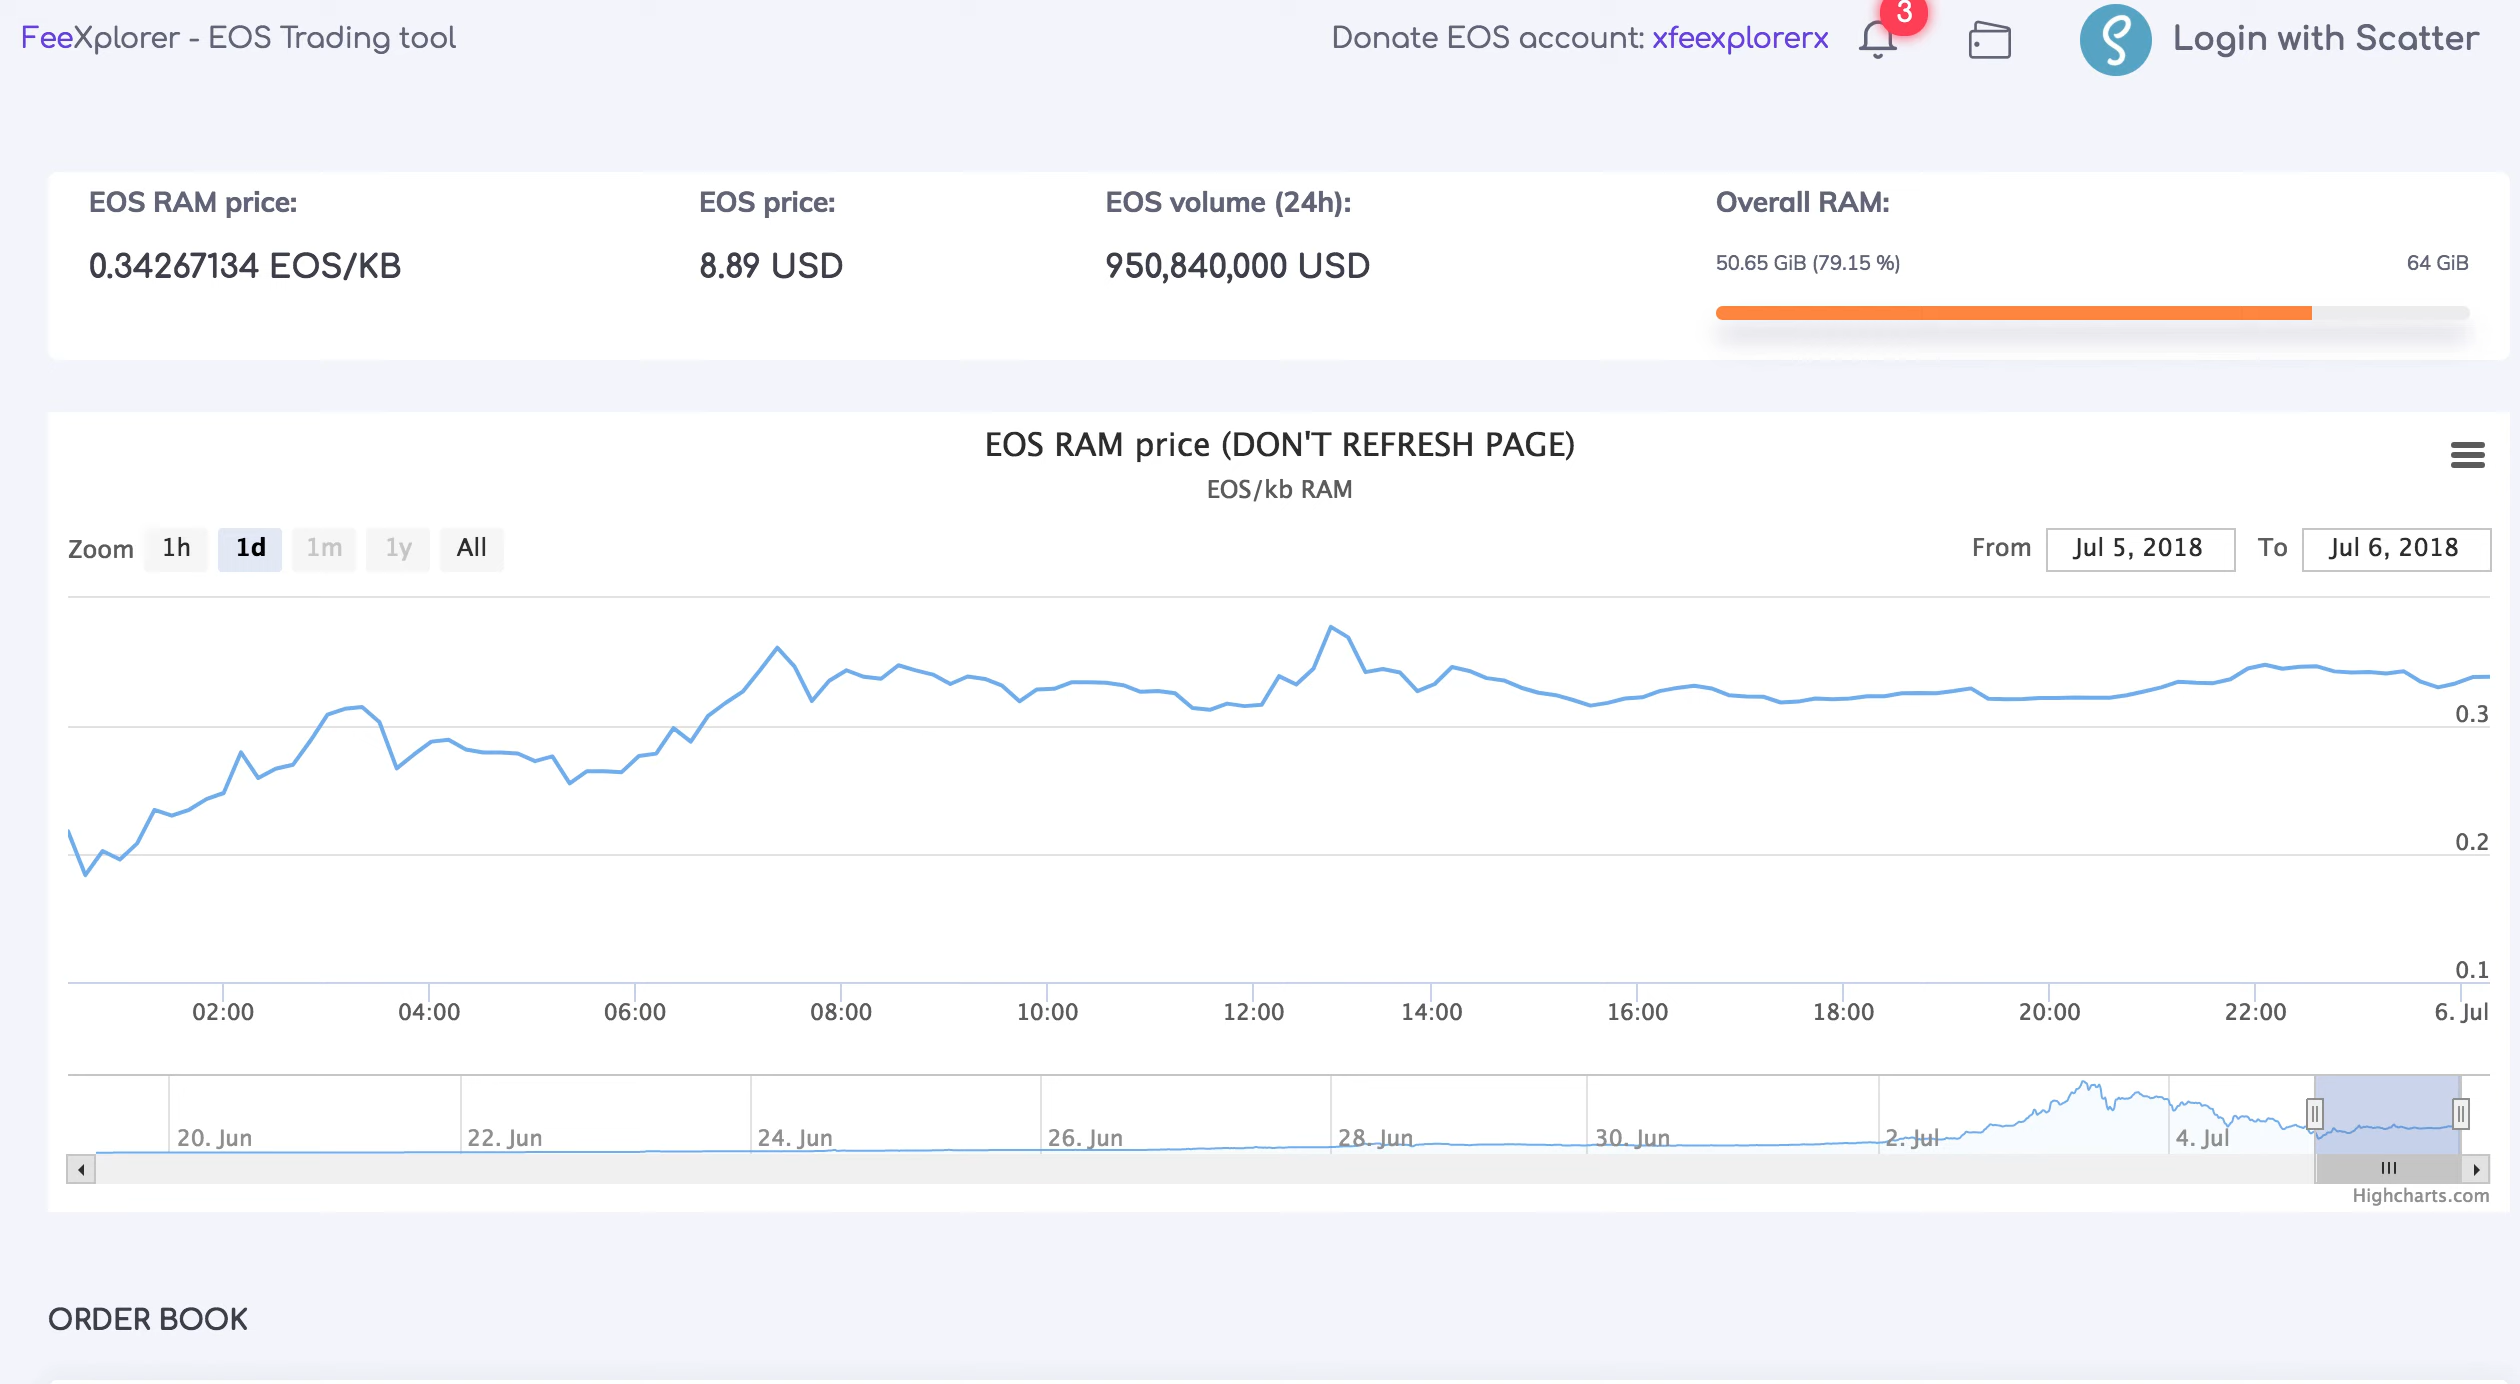 FeeXplorer - EOS Trading tool
Donate EOS account: xfeexplorerx
3
Login with Scatter
EOS RAM price:
0.34267134 EOS/KB
EOS price:
8.89 USD
EOS volume (24h):
950,840,000 USD
Overall RAM:
50.65 GiB (79.15 %)
64 GiB
EOS RAM price (DON'T REFRESH PAGE)
EOS/kb RAM
Zoom 1h 1d 1m 1y All
From Jul 5, 2018 To Jul 6, 2018
0.3
0.2
0.1
02:00 04:00 06:00 08:00 10:00 12:00 14:00 16:00 18:00 20:00 22:00 6. Jul
20. Jun 22. Jun 24. Jun 26. Jun 28. Jun 30. Jun 2. Jul 4. Jul
Highcharts.com
ORDER BOOK